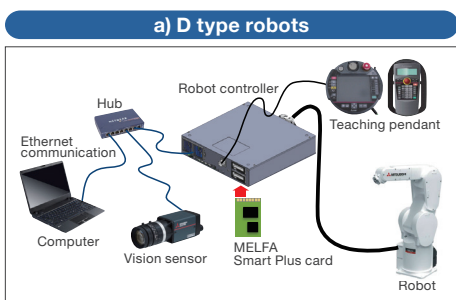 a) D type robots
Robot controller
Hub
Teaching pendant
Ethernet
communication
Computer
Vision sensor
MELFA
Smart Plus card
Robot